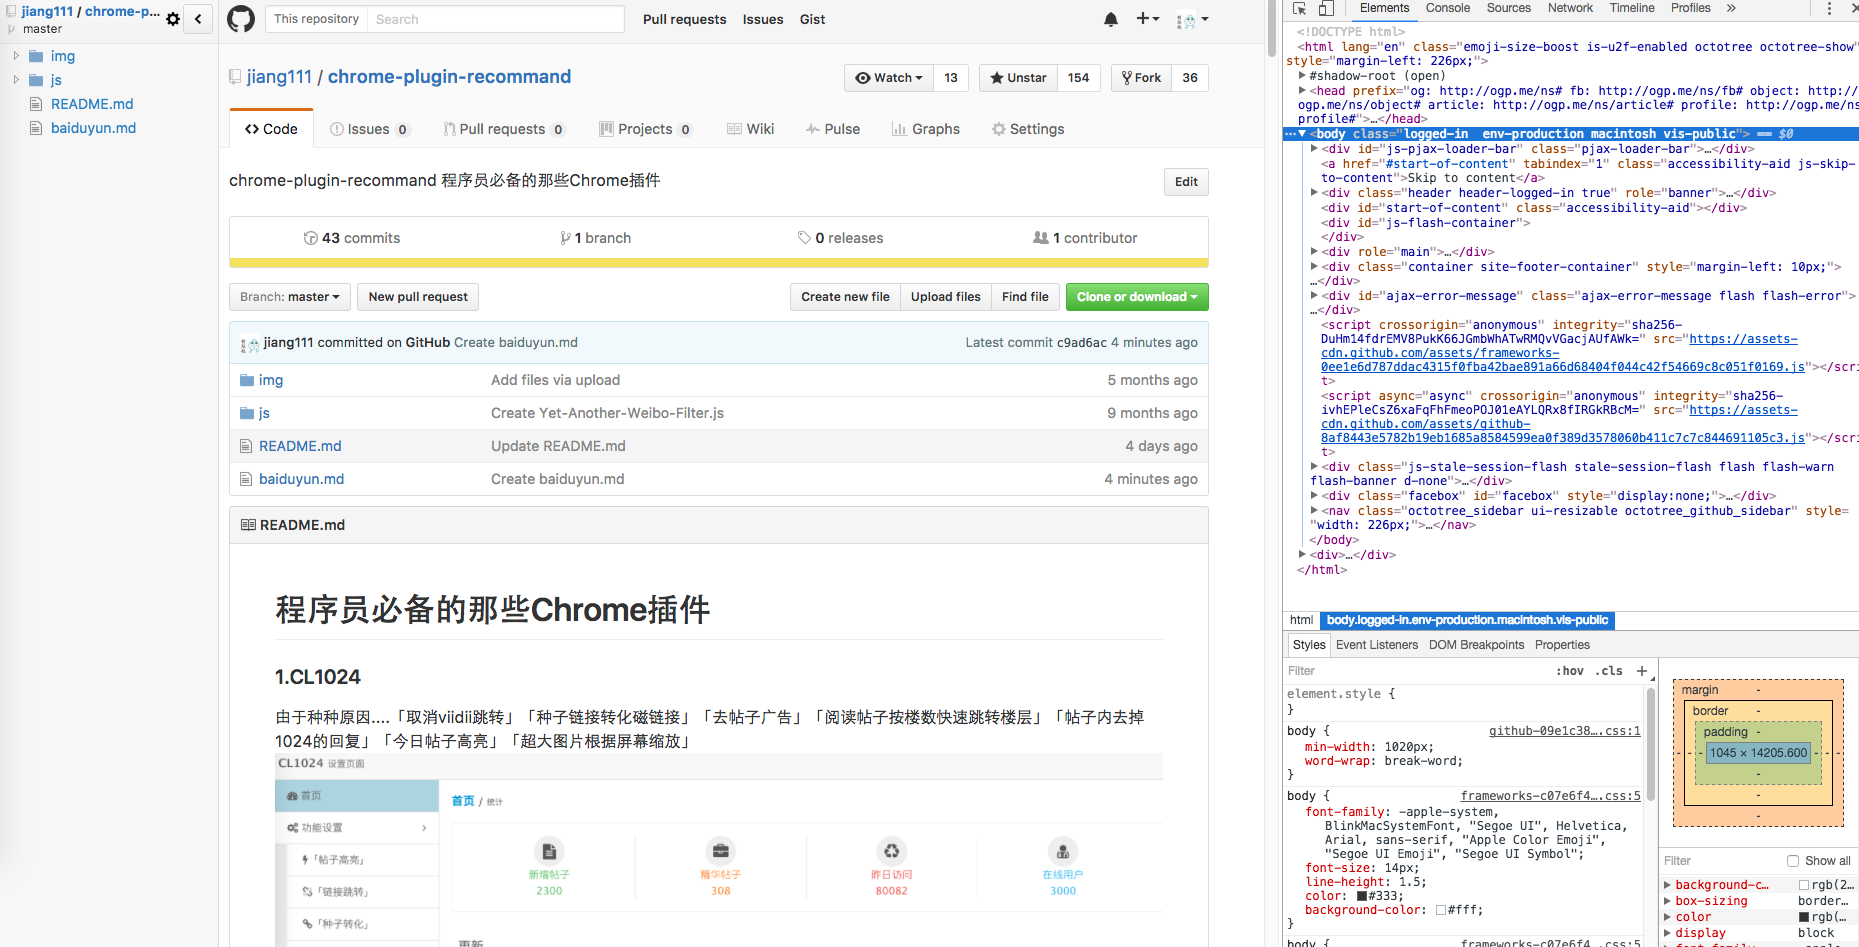 jiang111 / chrome-p...
master
img
js
README.md
baiduyun.md
This repository Search
Pull requests Issues Gist
jiang111 / chrome-plugin-recommand
Watch 13 Unstar 154 Fork 36
Code Issues 0 Pull requests 0 Projects 0 Wiki Pulse Graphs Settings
chrome-plugin-recommand 程序员必备的那些Chrome插件
Edit
43 commits 1 branch 0 releases 1 contributor
Branch: master New pull request Create new file Upload files Find file Clone or download
jiang111 committed on GitHub Create baiduyun.md Latest commit c9ad6ac 4 minutes ago
img Add files via upload 5 months ago
js Create Yet-Another-Weibo-Filter.js 9 months ago
README.md Update README.md 4 days ago
baiduyun.md Create baiduyun.md 4 minutes ago
README.md
程序员必备的那些Chrome插件
1.CL1024
由于种种原因....「取消viidii跳转」「种子链接转化磁链接」「去帖子广告」「阅读帖子按楼数快速跳转楼层」「帖子内去掉
1024的回复」「今日帖子高亮」「超大图片根据屏幕缩放」
CL1024 设置页面
首页
功能设置
「帖子高亮」
「链接跳转」
「种子转化」
首页 / 统计
新增帖子 精华帖子 昨日访问 在线用户
2300 308 80082 3000
更新
Elements Console Sources Network Timeline Profiles »
<!DOCTYPE html>
<html lang="en" class="emoji-size-boost is-u2f-enabled octotree octotree-show"
style="margin-left: 226px;">
#shadow-root (open)
<head prefix="og: http://ogp.me/ns# fb: http://ogp.me/ns/fb# object: http://
ogp.me/ns/object# article: http://ogp.me/ns/article# profile: http://ogp.me/ns
profile#">…</head>
<body class="logged-in  env-production macintosh vis-public"> == $0
<div id="js-pjax-loader-bar" class="pjax-loader-bar">…</div>
<a href="#start-of-content" tabindex="1" class="accessibility-aid js-skip-
to-content">Skip to content</a>
<div class="header header-logged-in true" role="banner">…</div>
<div id="start-of-content" class="accessibility-aid"></div>
<div id="js-flash-container">
</div>
<div role="main">…</div>
<div class="container site-footer-container" style="margin-left: 10px;">
…</div>
<div id="ajax-error-message" class="ajax-error-message flash flash-error">
…</div>
<script crossorigin="anonymous" integrity="sha256-
DuHm14fdrEMV8PukK66JGmbWhATwRMQvVGacjAUfAWk=" src="https://assets-
cdn.github.com/assets/frameworks-
0ee1e6d787ddac4315f0fba42bae891a66d68404f044c42f54669c8c051f0169.js"></scri
t>
<script async="async" crossorigin="anonymous" integrity="sha256-
ivhEPleCsZ6xaFqFhFmeoPOJ01eAYLQRx8fIRGkRBcM=" src="https://assets-
cdn.github.com/assets/github-
8af8443e5782b19eb1685a8584599ea0f389d3578060b411c7c7c844691105c3.js"></scri
t>
<div class="js-stale-session-flash stale-session-flash flash flash-warn
flash-banner d-none">…</div>
<div class="facebox" id="facebox" style="display:none;">…</div>
<nav class="octotree_sidebar ui-resizable octotree_github_sidebar" style=
"width: 226px;">…</nav>
</body>
<div>…</div>
</html>
html body.logged-in.env-production.macintosh.vis-public
Styles Event Listeners DOM Breakpoints Properties
Filter :hov .cls +
element.style {
}
body { github-09e1c38….css:1
min-width: 1020px;
word-wrap: break-word;
}
body { frameworks-c07e6f4….css:5
font-family: -apple-system,
BlinkMacSystemFont, "Segoe UI", Helvetica,
Arial, sans-serif, "Apple Color Emoji",
"Segoe UI Emoji", "Segoe UI Symbol";
font-size: 14px;
line-height: 1.5;
color: #333;
background-color: #fff;
}
body { frameworks-c07e6f4….css:5
margin -
border -
padding -
- - - 1045 × 14205.600 - - -
-
-
-
Filter Show all
background-c… rgb(2…
box-sizing border…
color rgb(…
display block